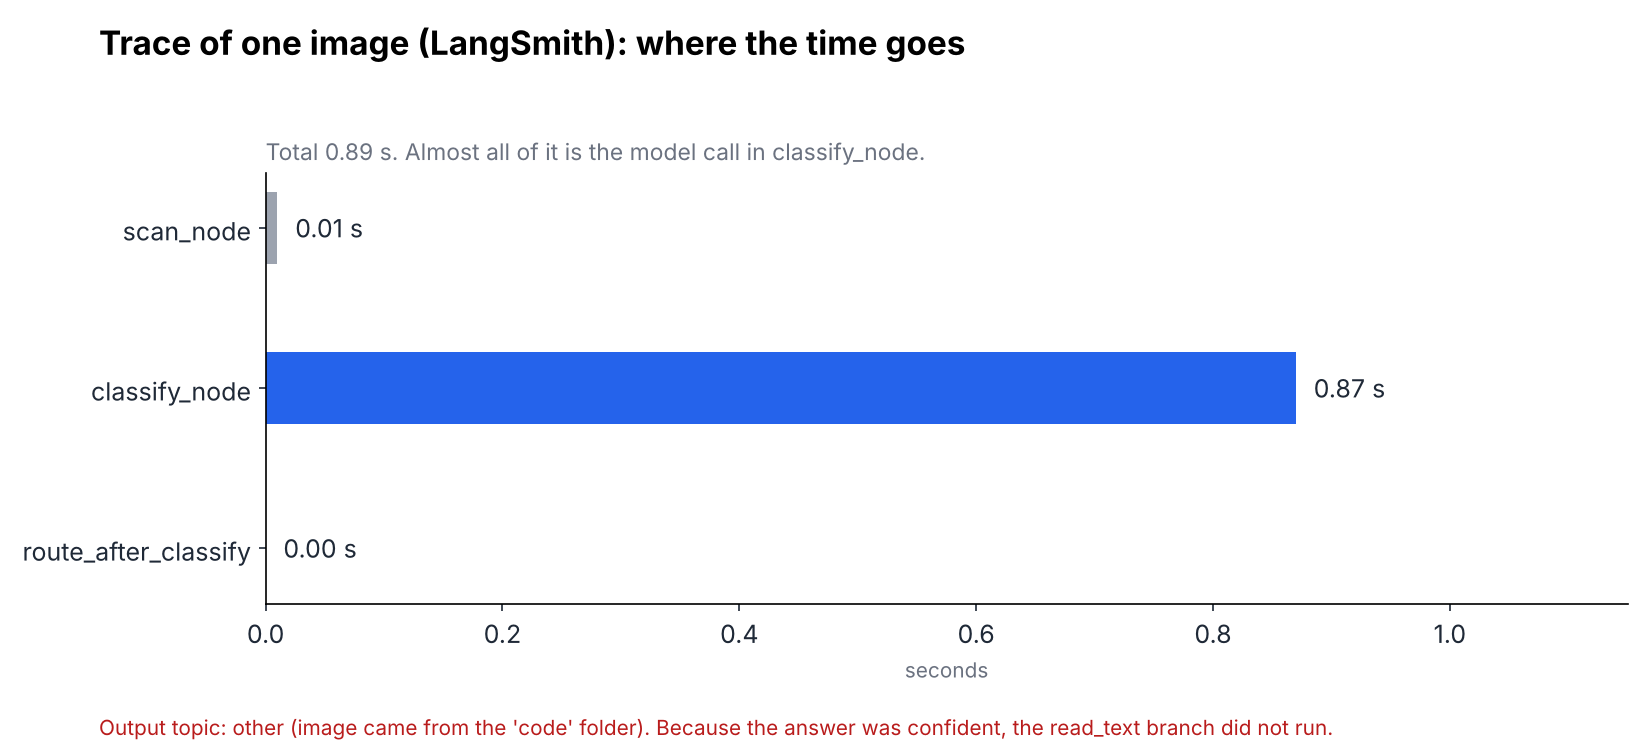 Trace of one image (LangSmith): where the time goes
Total 0.89 s. Almost all of it is the model call in classify_node.
scan_node
0.01 s
classify_node
0.87 s
route_after_classify
0.00 s
0.0 0.2 0.4 0.6 0.8 1.0
seconds
Output topic: other (image came from the 'code' folder). Because the answer was confident, the read_text branch did not run.